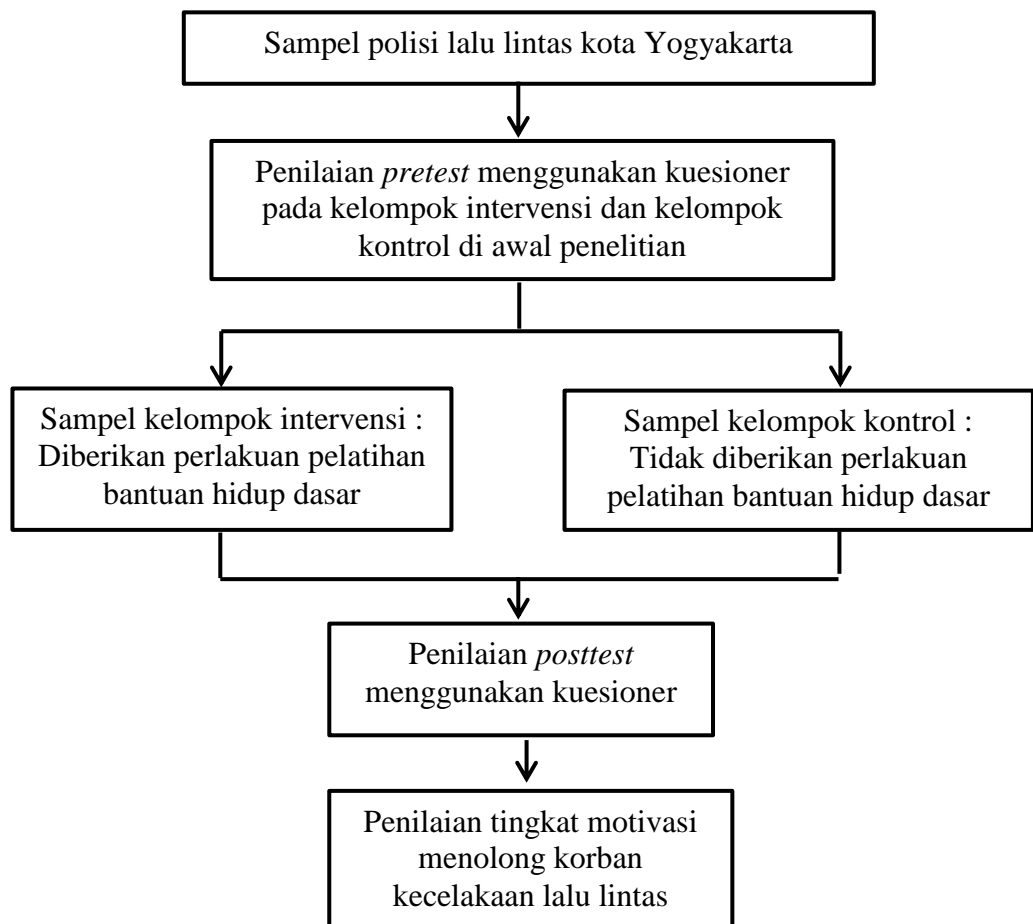 Sampel polisi lalu lintas kota Yogyakarta
Penilaian pretest menggunakan kuesioner
pada kelompok intervensi dan kelompok
kontrol di awal penelitian
Sampel kelompok intervensi :
Diberikan perlakuan pelatihan
bantuan hidup dasar
Sampel kelompok kontrol :
Tidak diberikan perlakuan
pelatihan bantuan hidup dasar
Penilaian posttest
menggunakan kuesioner
Penilaian tingkat motivasi
menolong korban
kecelakaan lalu lintas